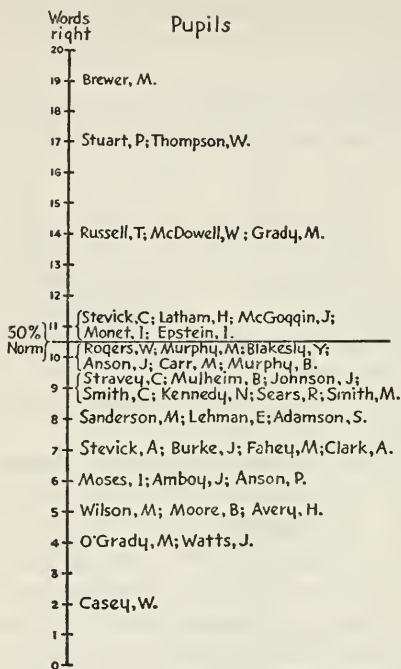 Words right
Pupils
20
19 Brewer, M.
18
17 Stuart, P; Thompson, W.
16
15
14 Russell, T; McDowell, W; Grady, M.
13
12
11 Stevick, C; Latham, H; McGoggin, J;
Monet, I; Epstein, I.
50% Norm
10 Rogers, W; Murphy, M; Blakesly, Y;
Anson, J; Carr, M; Murphy, B.
9 Stravey, C; Mulheim, B; Johnson, J;
Smith, C; Kennedy, N; Sears, R; Smith, M.
8 Sanderson, M; Lehman, E; Adamson, S.
7 Stevick, A; Burke, J; Fahey, M; Clark, A.
6 Moses, I; Amboy, J; Anson, P.
5 Wilson, M; Moore, B; Avery, H.
4 O'Grady, M; Watts, J.
3
2 Casey, W.
1
0